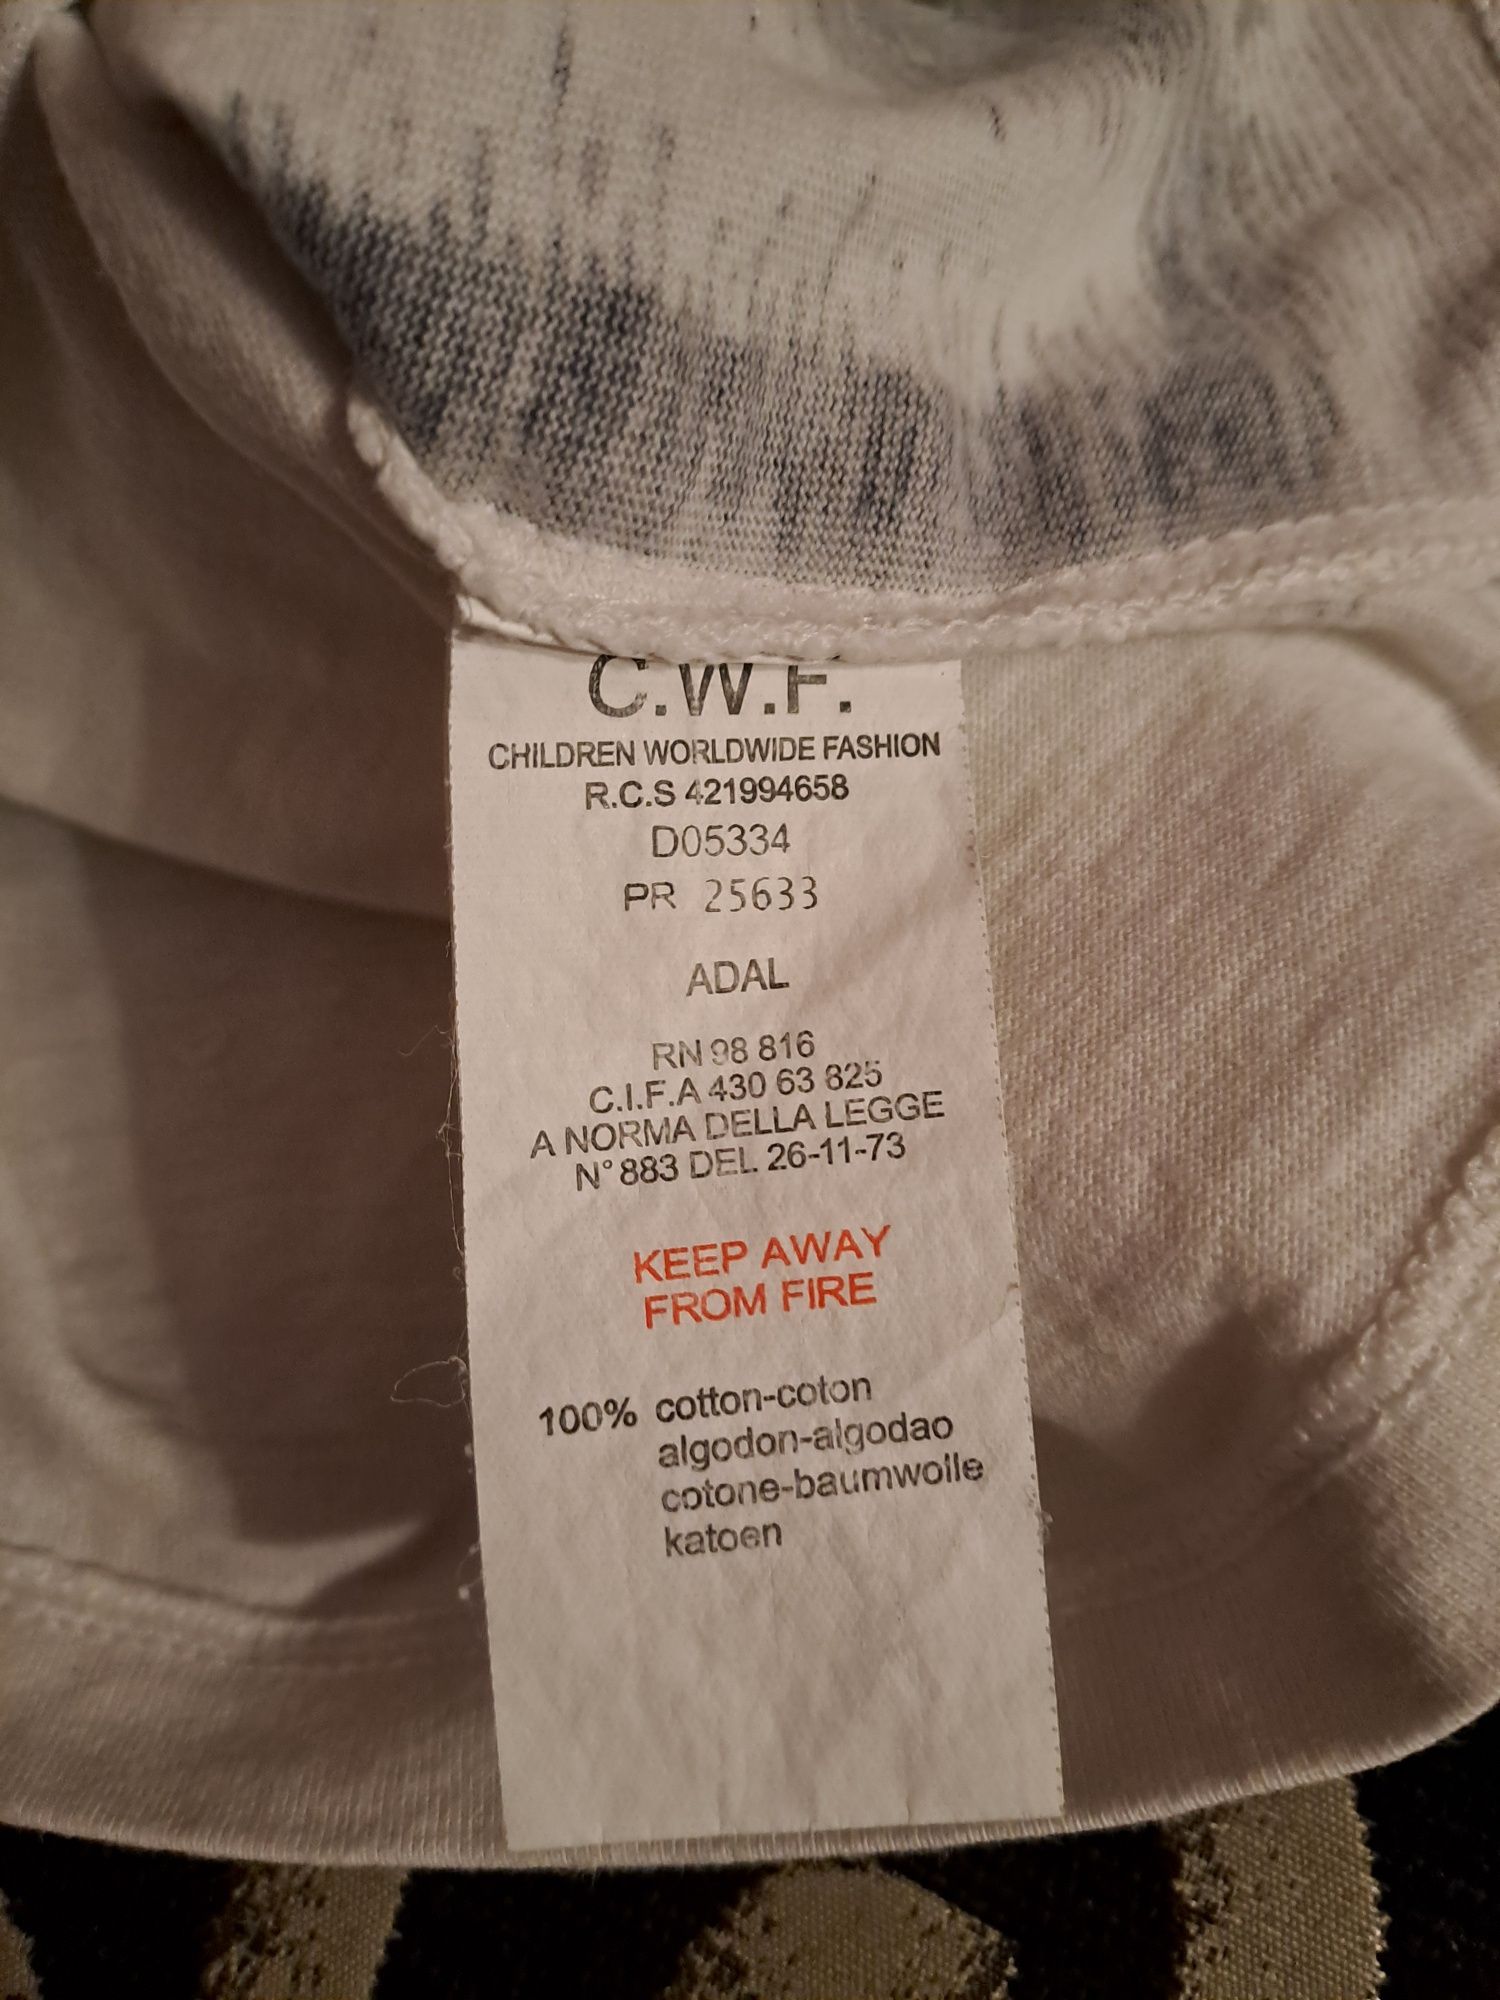 C.W.F.
CHILDREN WORLDWIDE FASHION
R.C.S 421994658
D05334
PR 25633
ADAL
RN 98 816
C.I.F.A 430 63 825
A NORMA DELLA LEGGE
N° 883 DEL 26-11-73
KEEP AWAY
FROM FIRE
100% cotton-coton
algodon-algodao
cotone-baumwolle
katoen